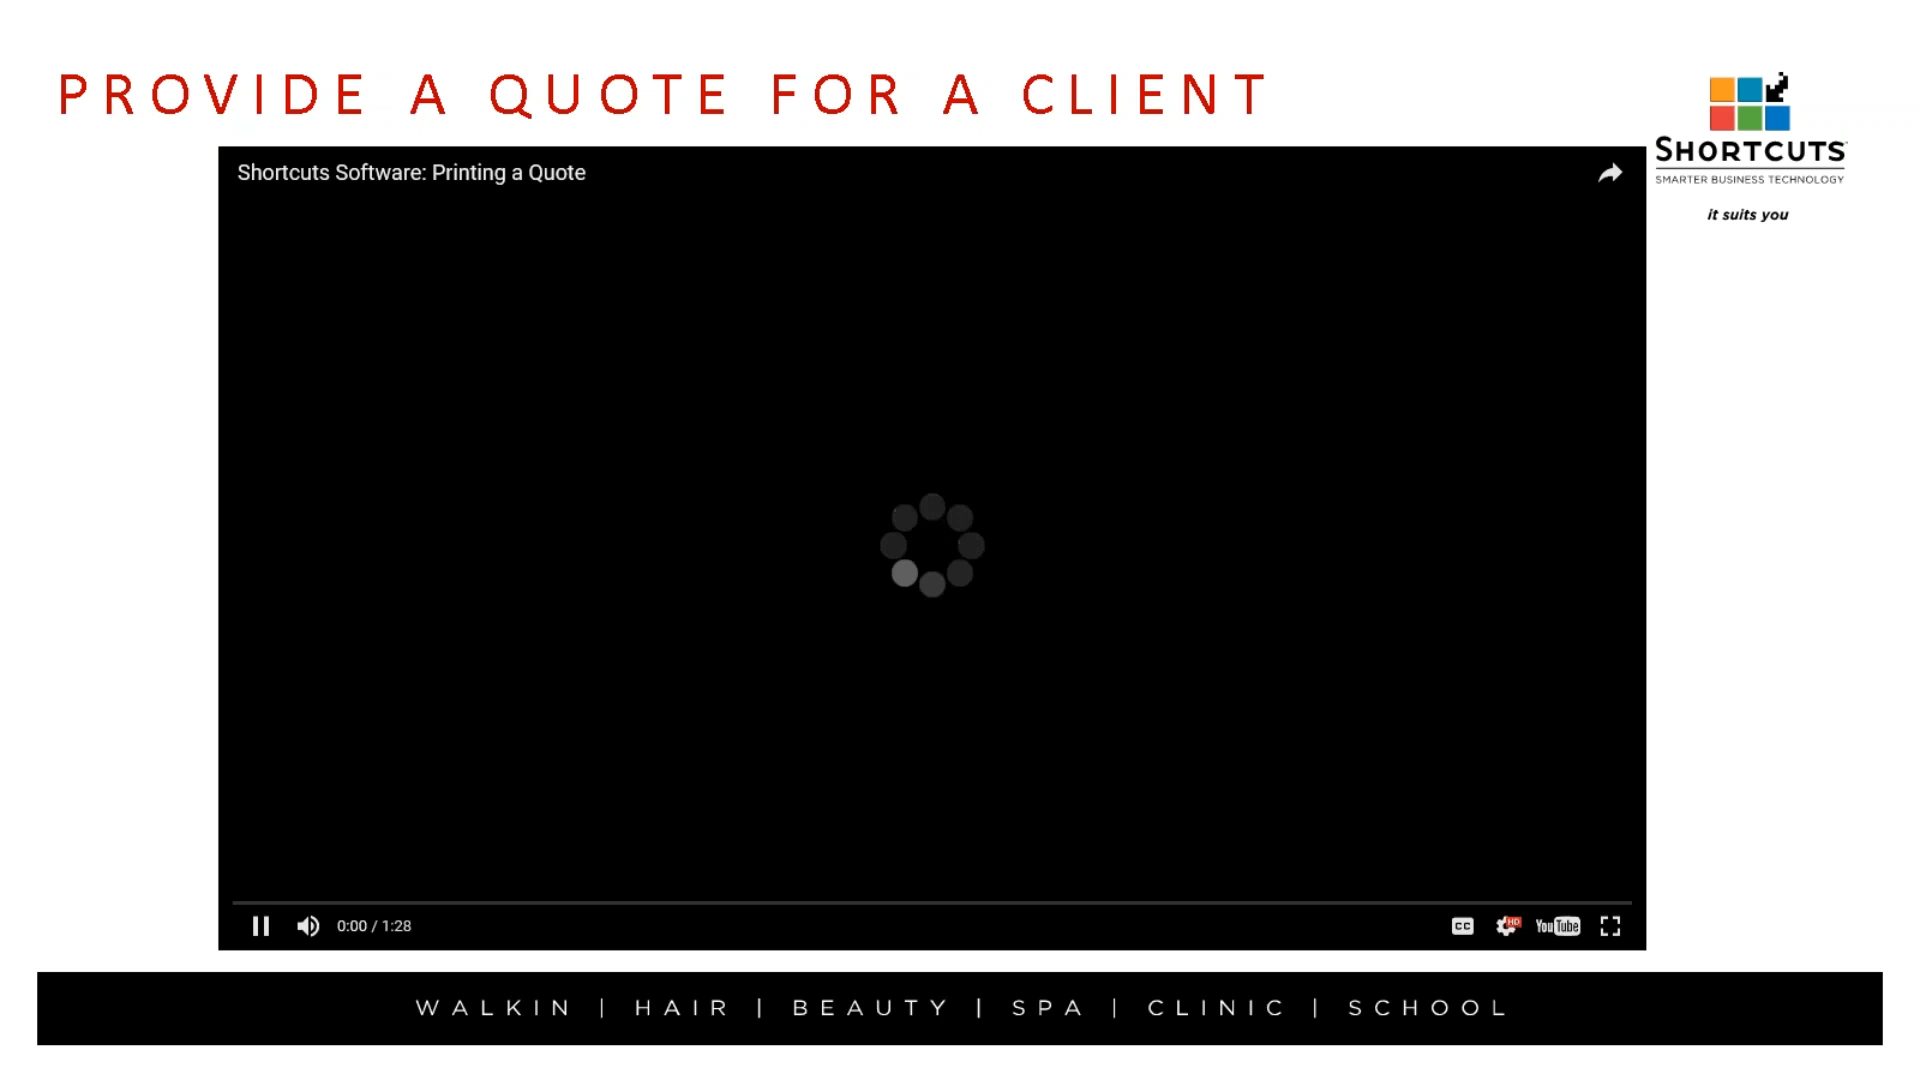 PROVIDE A QUOTE FOR A CLIENT
SHORTCUTS
SMARTER BUSINESS TECHNOLOGY
it suits you
Shortcuts Software: Printing a Quote
0:00 / 1:28
CC
HD
YouTube
WALKIN | HAIR | BEAUTY | SPA | CLINIC | SCHOOL